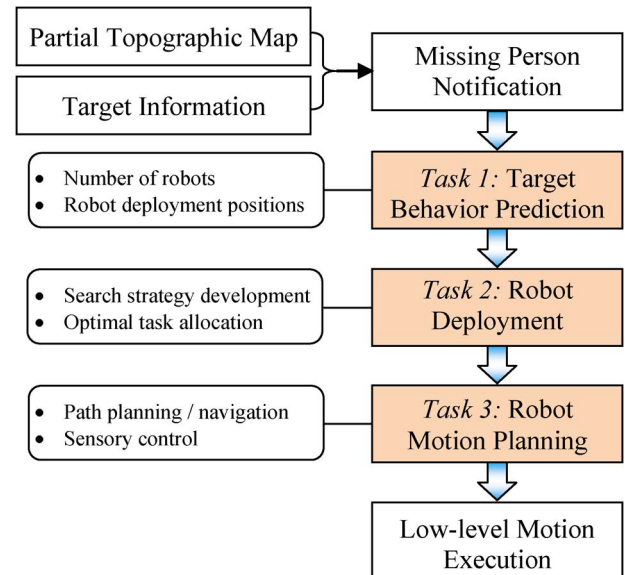 Partial Topographic Map
Target Information
Missing Person
Notification
• Number of robots
• Robot deployment positions
Task 1: Target
Behavior Prediction
• Search strategy development
• Optimal task allocation
Task 2: Robot
Deployment
• Path planning / navigation
• Sensory control
Task 3: Robot
Motion Planning
Low-level Motion
Execution